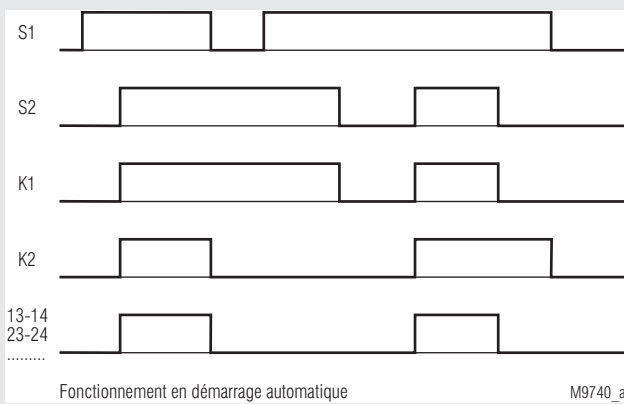 S1
S2
K1
K2
13-14
23-24
.........
Fonctionnement en démarrage automatique
M9740_a